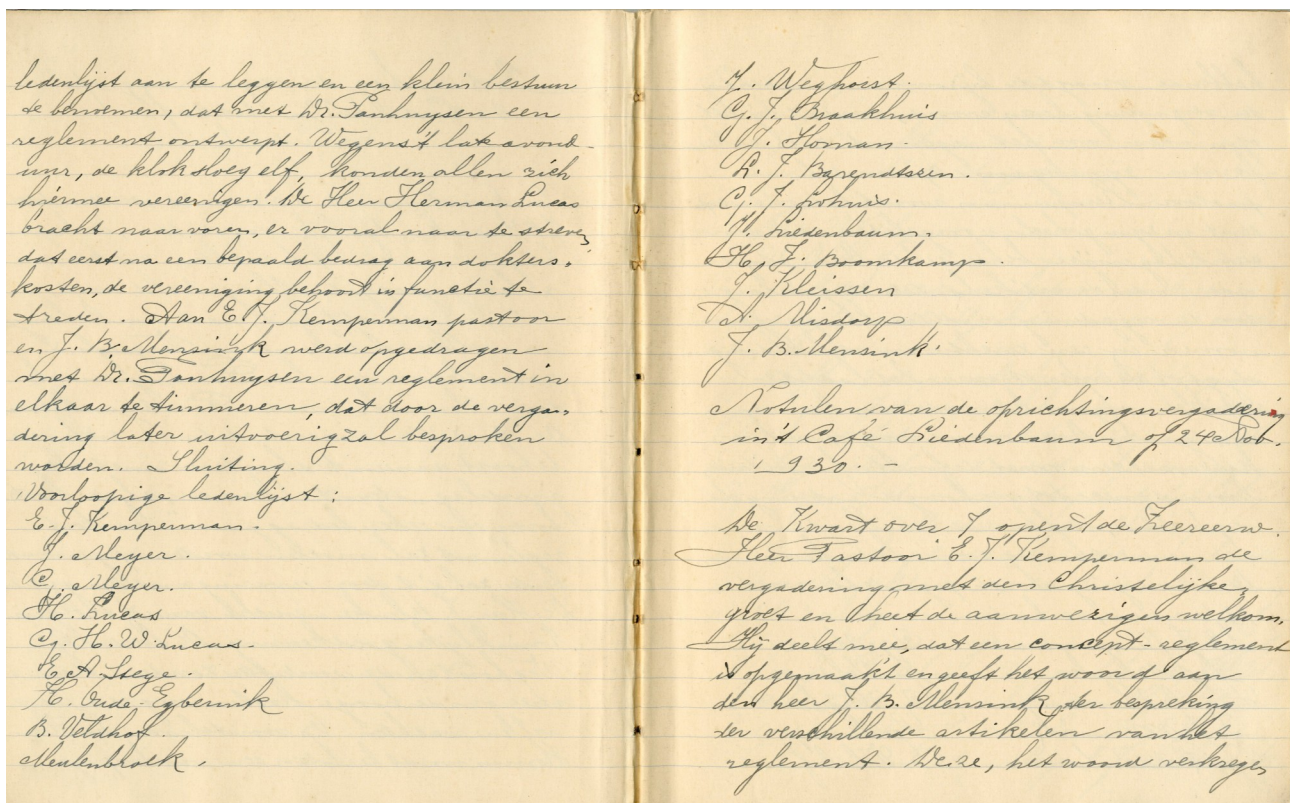 ledenlijst aan te leggen en een klein bestuur
te benoemen, dat met Dr. Panhuysen een
reglement ontwerpt. Wegens 't late avond-
uur, de klok sloeg elf, konden allen zich
hiermee vereenigen. De Heer Herman Lucas
bracht naar voren, er vooral naar te streven
dat eerst na een bepaald bedrag aan dokters-
kosten, de vereeniging behoort in functie te
treden. Aan E. J. Kemperman pastoor
en J. B. Mensink werd opgedragen
met Dr. Panhuysen een reglement in
elkaar te timmeren, dat door de verga-
dering later uitvoerig zal besproken
worden. Sluiting.
Voorloopige ledenlijst:
E. J. Kemperman.
J. Meyer.
G. Meyer.
H. Lucas
G. H. W. Lucas.
E. A. Stege.
H. Oude-Egberink
B. Veldhof.
Meulenbroek.
J. Weghorst.
G. J. Braakhuis
J. Homan.
L. J. Barendtszen.
G. J.
J. Siedenbaum.
H. J. Boomkamp.
J. Kleissen
A. Misdorp
J. B. Mensink.
Notulen van de oprichtingsvergadering
in 't Café Siedenbaum op 24 Nov.
1930. -
De Kwart over 7 opent de Zeereerw.
Heer Pastoor E. J. Kemperman de
vergadering met den Christelijke
groet en heet de aanwezigen welkom.
Hij deelt mee, dat een concept-reglement
is opgemaakt en geeft het woord aan
den heer J. B. Mensink ter bespreking
der verschillende artikelen van het
reglement. Deze, het woord verkregen